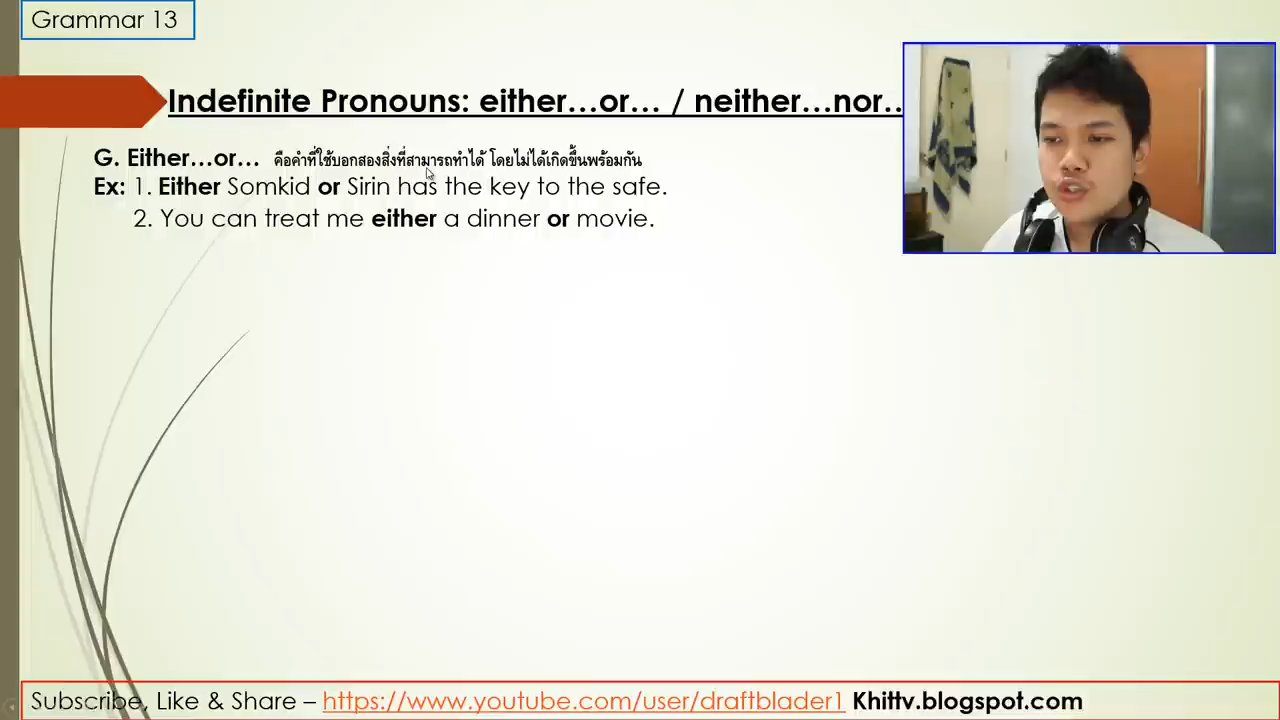 Grammar 13
Indefinite Pronouns: either…or… / neither…nor..
G. Either…or… คือคำที่ใช้บอกสองสิ่งที่สามารถทำได้ โดยไม่ได้เกิดขึ้นพร้อมกัน
Ex: 1. Either Somkid or Sirin has the key to the safe.
2. You can treat me either a dinner or movie.
Subscribe, Like & Share – https://www.youtube.com/user/draftblader1 Khittv.blogspot.com